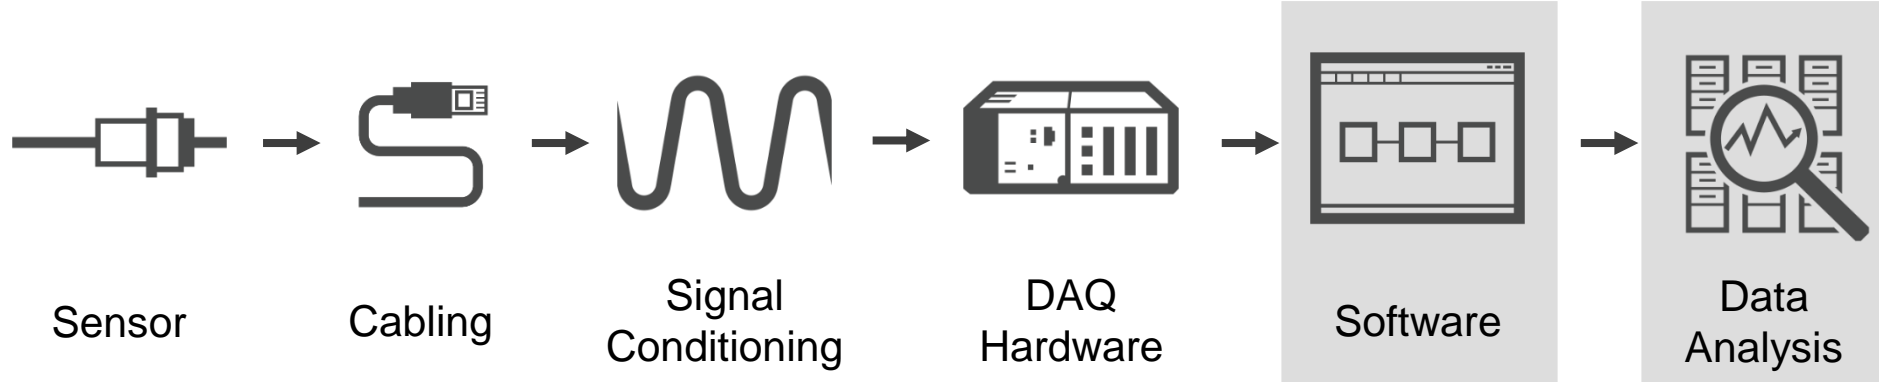 Sensor
Cabling
Signal
Conditioning
DAQ
Hardware
Software
Data
Analysis